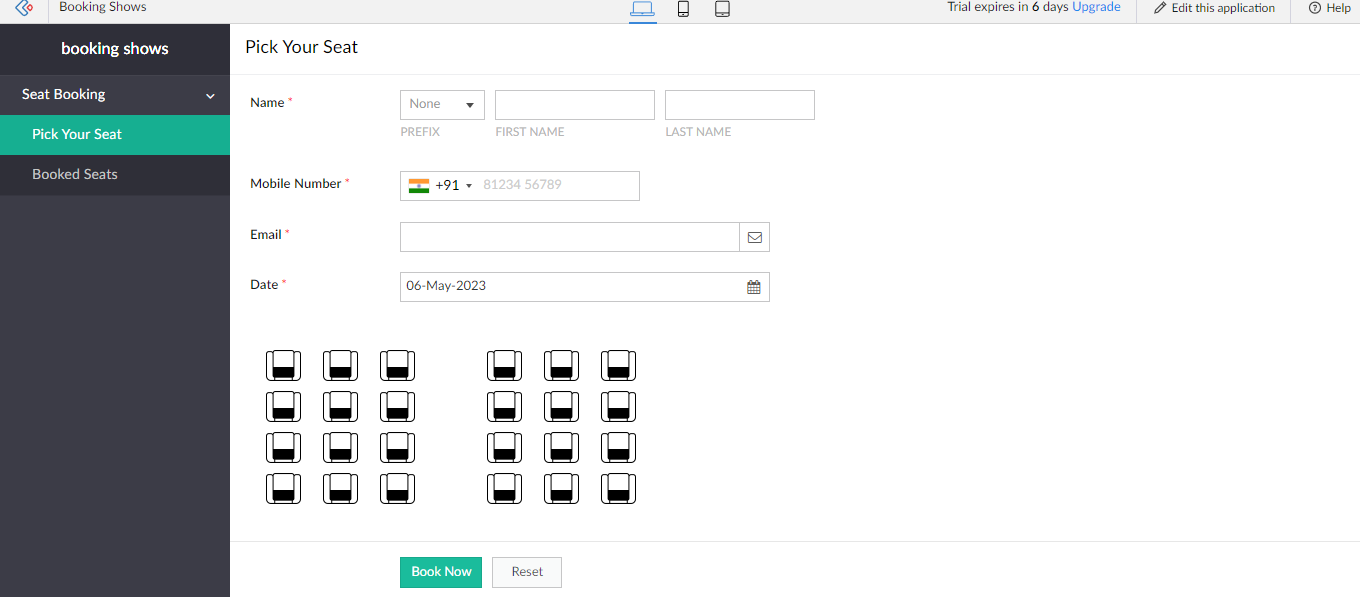 Booking Shows
Trial expires in 6 days Upgrade
Edit this application
Help
booking shows
Seat Booking
Pick Your Seat
Booked Seats
Pick Your Seat
Name *
None
PREFIX
FIRST NAME
LAST NAME
Mobile Number *
+91
81234 56789
Email *
Date *
06-May-2023
Book Now
Reset